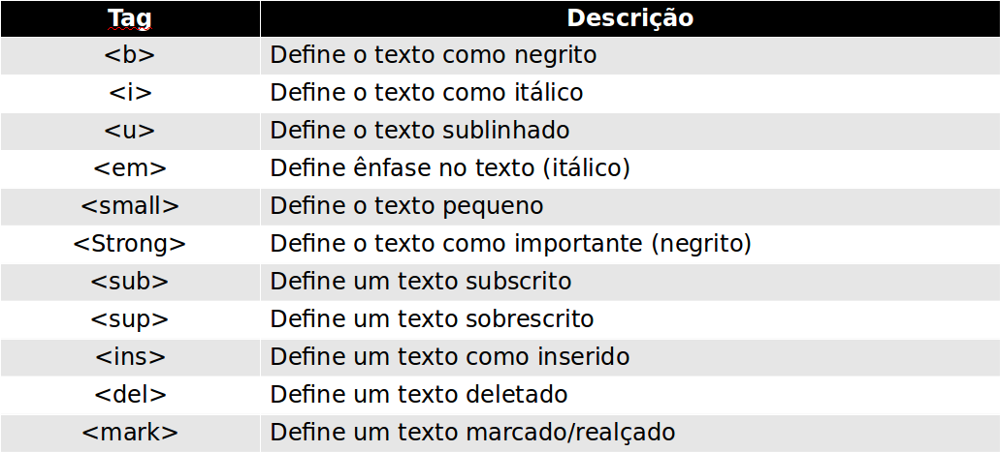 Tag Descrição
<b> Define o texto como negrito
<i> Define o texto como itálico
<u> Define o texto sublinhado
<em> Define ênfase no texto (itálico)
<small> Define o texto pequeno
<Strong> Define o texto como importante (negrito)
<sub> Define um texto subscrito
<sup> Define um texto sobrescrito
<ins> Define um texto como inserido
<del> Define um texto deletado
<mark> Define um texto marcado/realçado